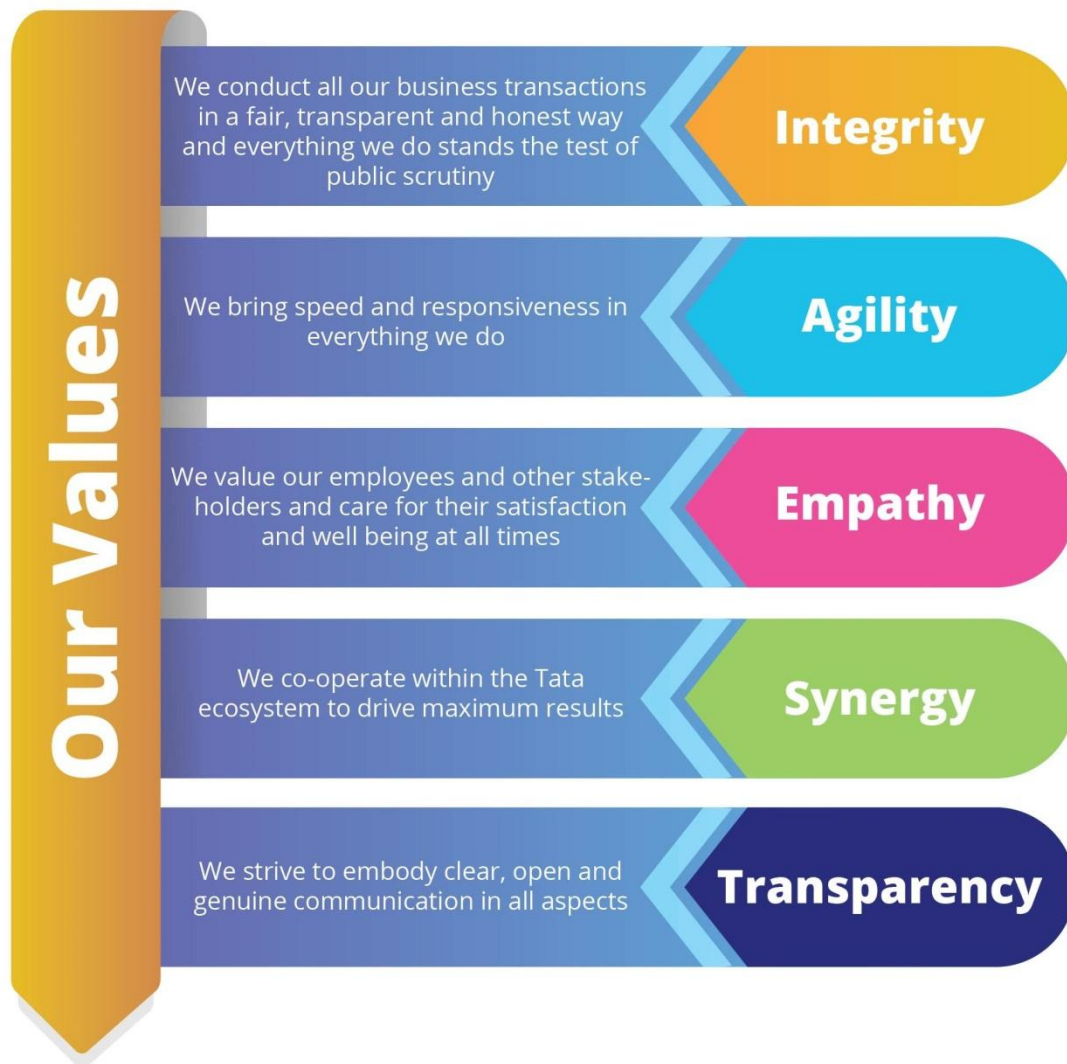 Our Values
We conduct all our business transactions
in a fair, transparent and honest way
and everything we do stands the test of
public scrutiny
Integrity
We bring speed and responsiveness in
everything we do
Agility
We value our employees and other stake-
holders and care for their satisfaction
and well being at all times
Empathy
We co-operate within the Tata
ecosystem to drive maximum results
Synergy
We strive to embody clear, open and
genuine communication in all aspects
Transparency